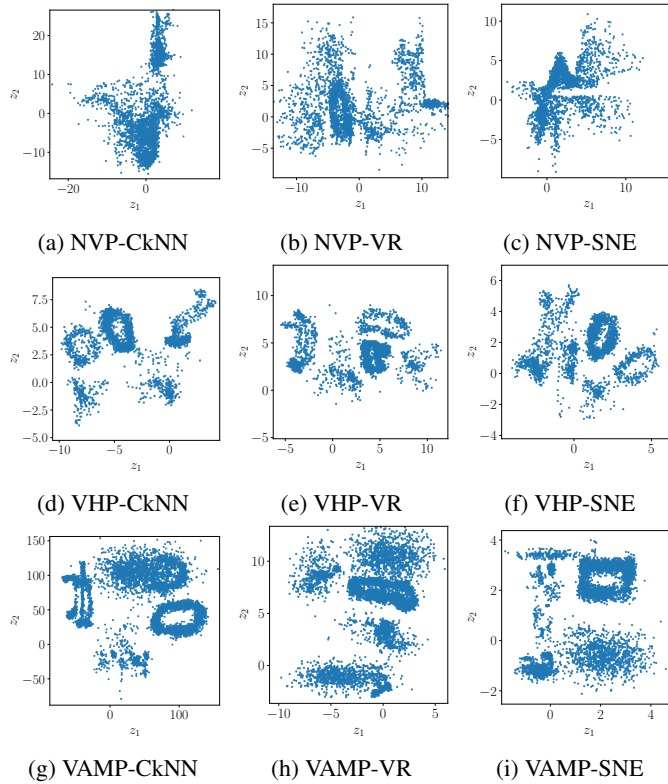 20
10
0
−10
z2
−20
0
z1
(a) NVP-CkNN
15
10
5
0
−5
z2
−10
0
10
z1
(b) NVP-VR
10
5
0
−5
z2
0
10
z1
(c) NVP-SNE
7.5
5.0
2.5
0.0
−2.5
−5.0
z2
−10
−5
0
z1
(d) VHP-CkNN
10
5
0
−5
z2
−5
0
5
10
z1
(e) VHP-VR
6
4
2
0
−2
−4
z2
0
5
z1
(f) VHP-SNE
150
100
50
0
−50
z2
0
100
z1
(g) VAMP-CkNN
10
5
0
z2
−10
−5
0
5
z1
(h) VAMP-VR
4
2
0
−2
z2
0
2
4
z1
(i) VAMP-SNE